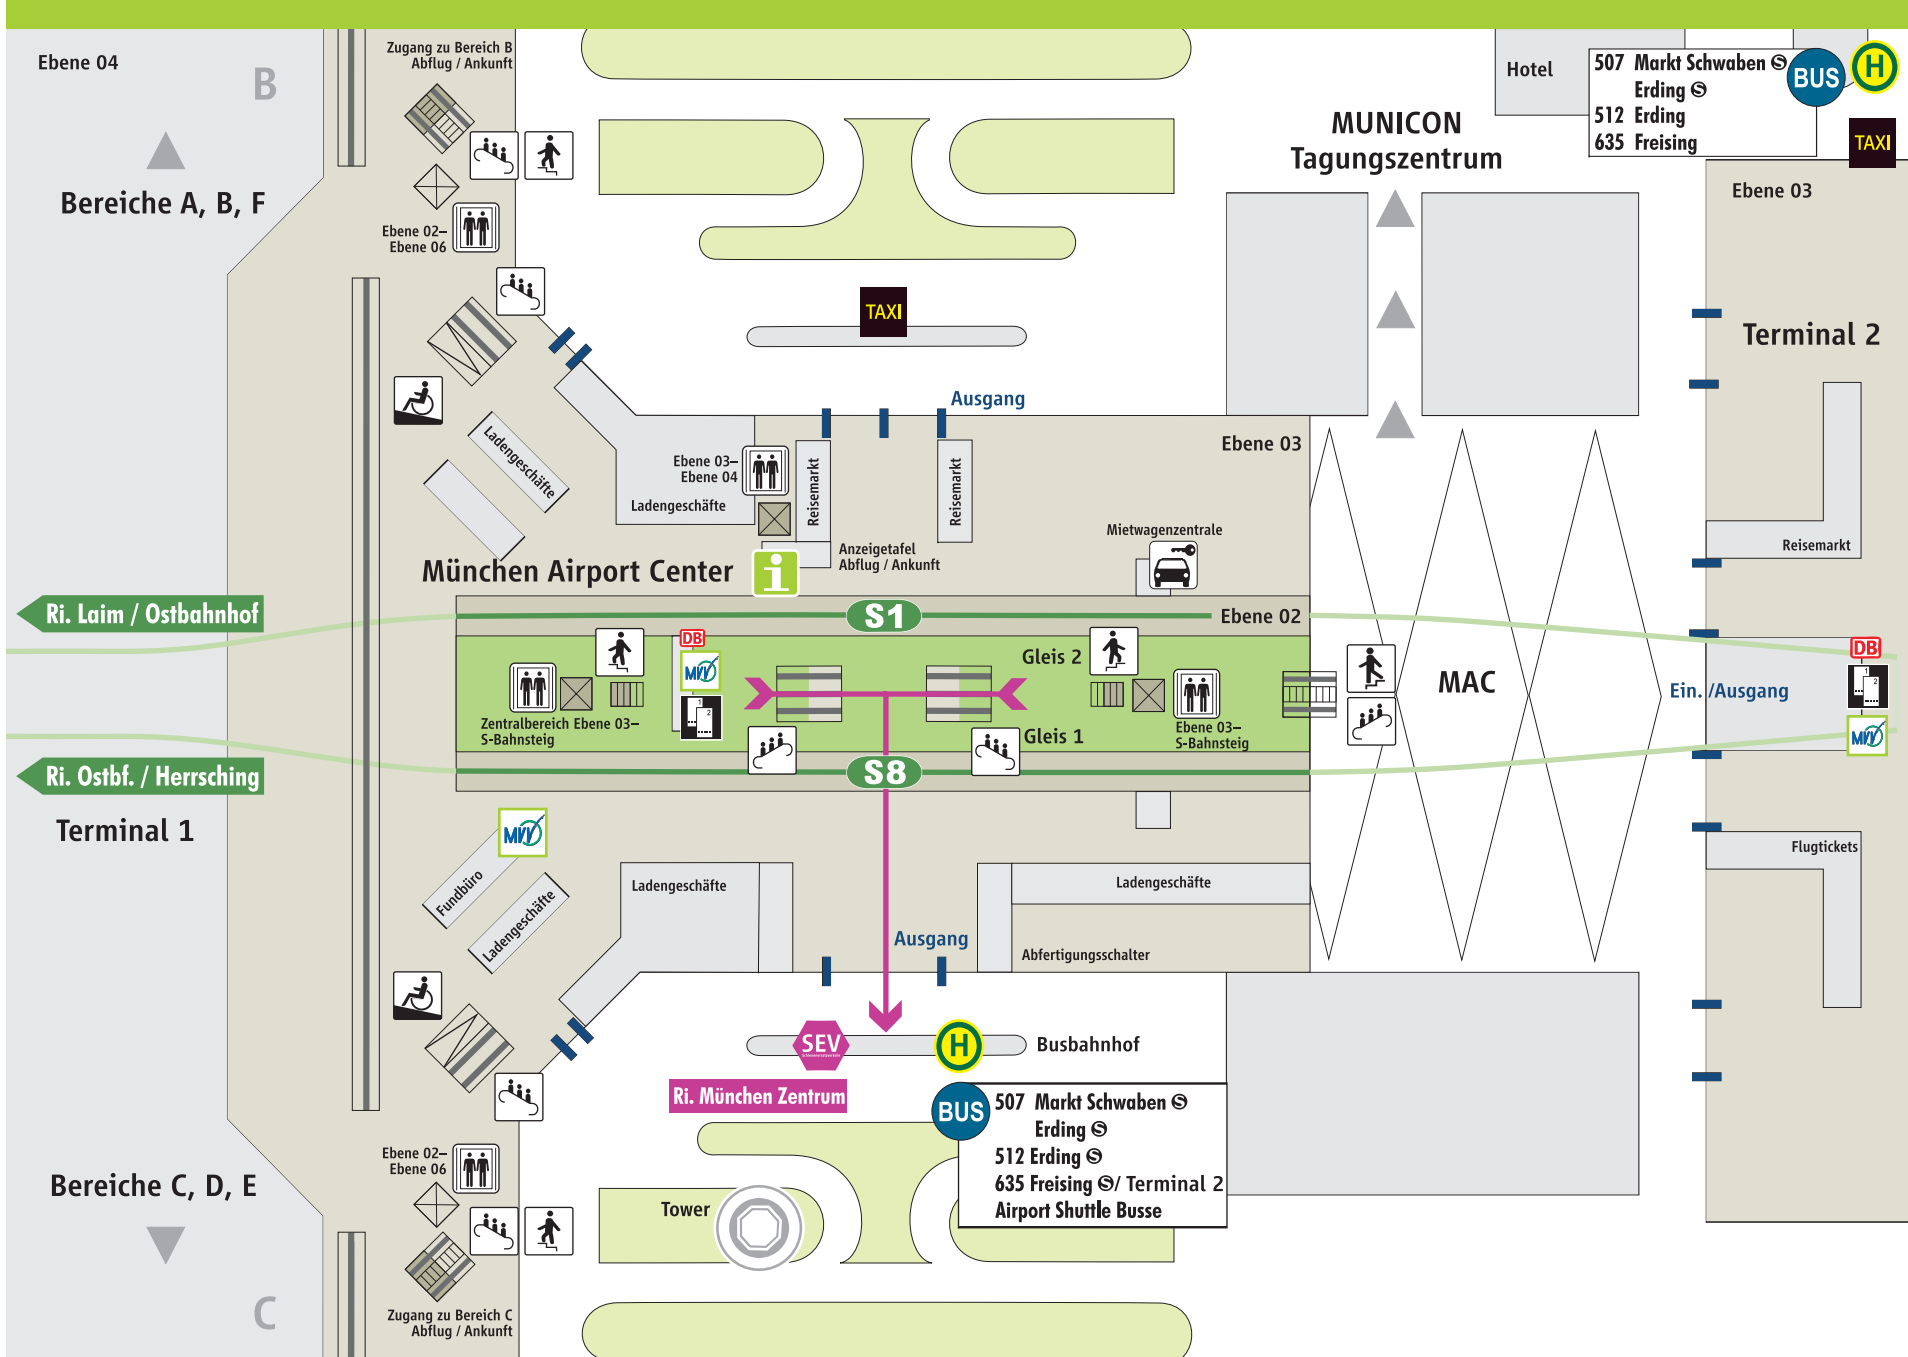 Ebene 04
B
Zugang zu Bereich B
Abflug / Ankunft
Bereiche A, B, F
Ebene 02–
Ebene 06
TAXI
Hotel
507 Markt Schwaben S
Erding S
512 Erding
635 Freising
BUS
H
TAXI
MUNICON
Tagungszentrum
Ebene 03
Terminal 2
Ausgang
Ebene 03
Ladengeschäfte
Ebene 03–
Ebene 04
Ladengeschäfte
Reisemarkt
Reisemarkt
Anzeigetafel
Abflug / Ankunft
Mietwagenzentrale
Reisemarkt
München Airport Center
i
Ri. Laim / Ostbahnhof
S1
Ebene 02
DB
MVV
1
2
Gleis 2
Zentralbereich Ebene 03–
S-Bahnsteig
Gleis 1
Ebene 03–
S-Bahnsteig
MAC
Ein. /Ausgang
DB
1
2
MVV
Ri. Ostbf. / Herrsching
S8
Terminal 1
MVV
Fundbüro
Ladengeschäfte
Ladengeschäfte
Ladengeschäfte
Flugtickets
Ausgang
Abfertigungsschalter
SEV
H
Busbahnhof
Ri. München Zentrum
BUS
507 Markt Schwaben S
Erding S
512 Erding S
635 Freising S/ Terminal 2
Airport Shuttle Busse
Ebene 02–
Ebene 06
Bereiche C, D, E
Tower
C
Zugang zu Bereich C
Abflug / Ankunft